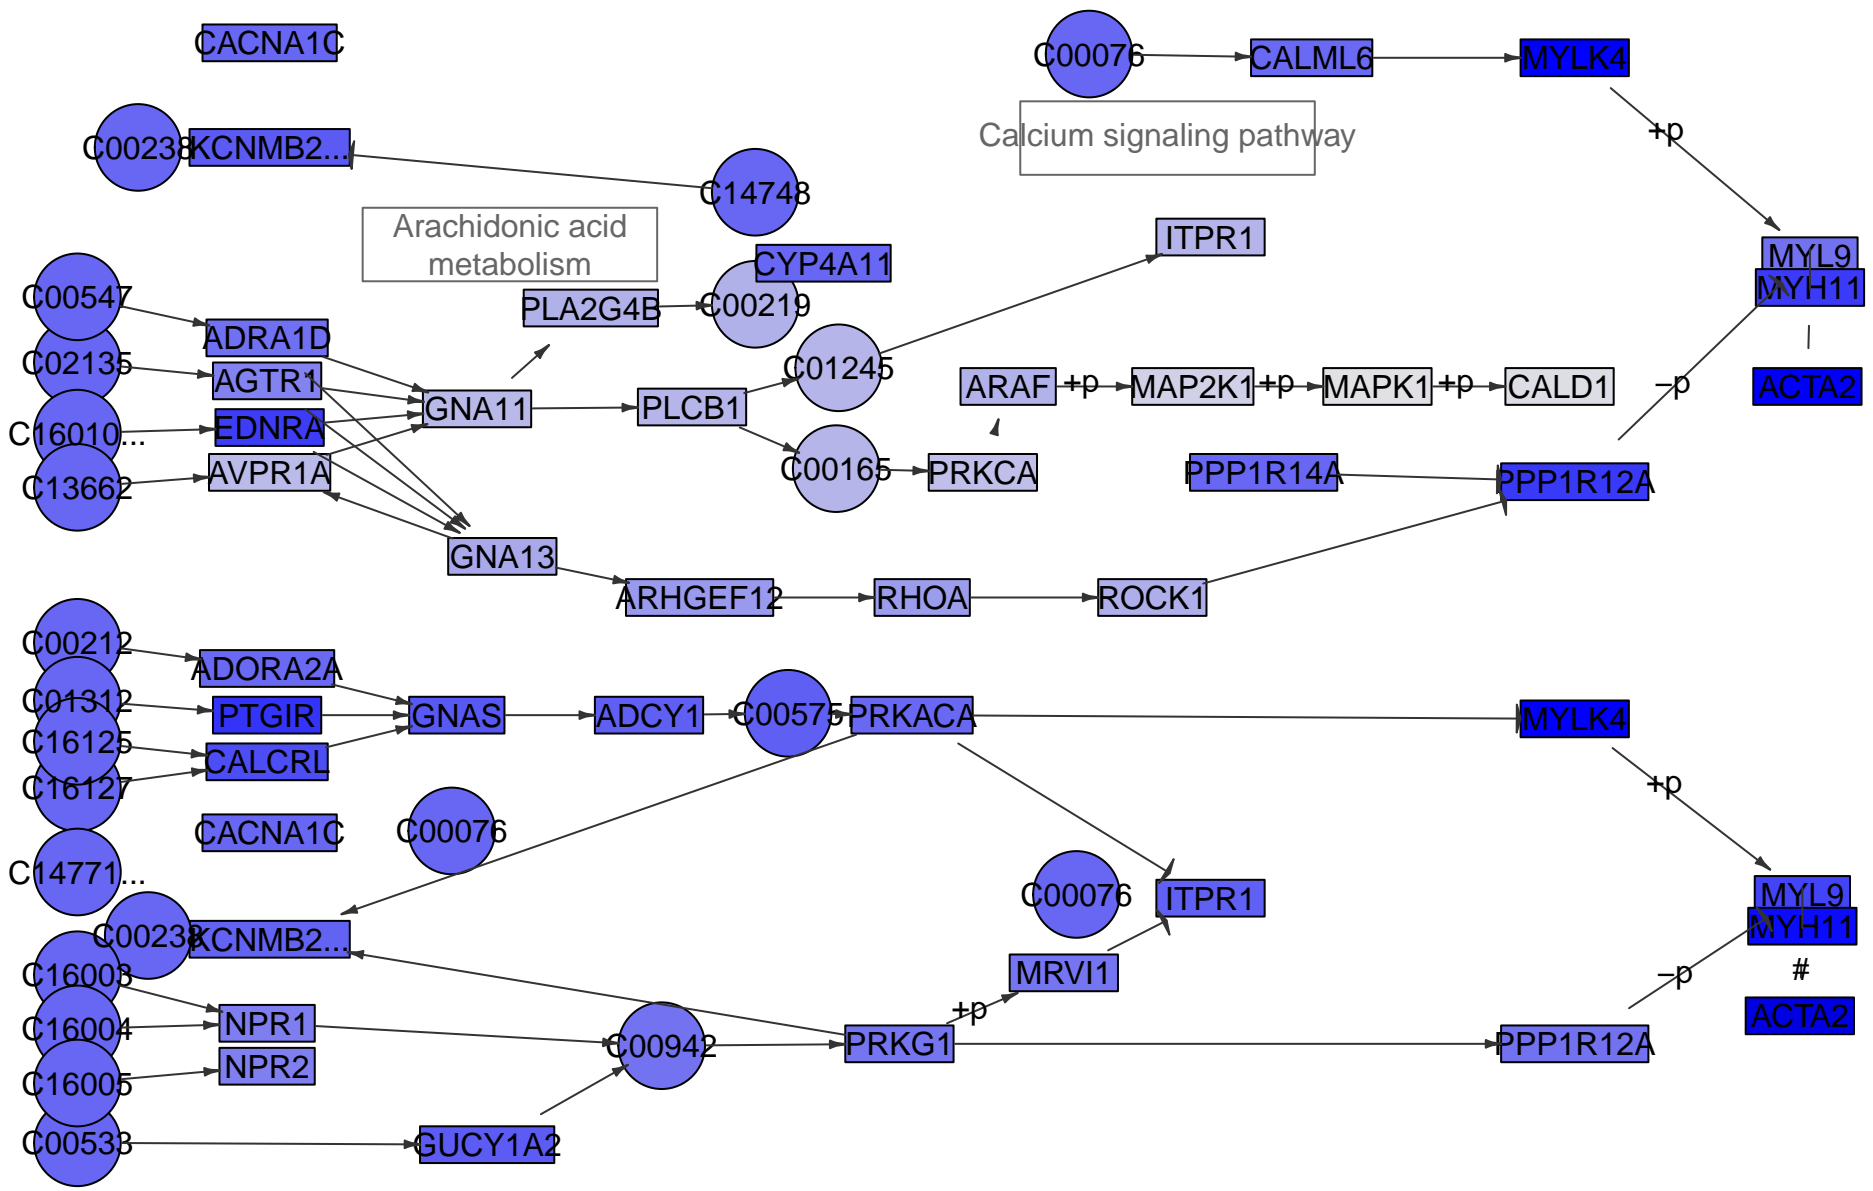 CACNA1C
C00076
CALML6
MYLK4
+p
Calcium signaling pathway
C00238
KCNMB2...
C14748
Arachidonic acid
metabolism
ITPR1
CYP4A11
MYL9
MYH11
C00547
PLA2G4B
C00219
ADRA1D
C02135
AGTR1
C01245
ARAF
+p
MAP2K1
+p
MAPK1
+p
CALD1
−p
ACTA2
GNA11
PLCB1
C16010...
EDNRA
C13662
AVPR1A
C00165
PRKCA
PPP1R14A
PPP1R12A
GNA13
ARHGEF12
RHOA
ROCK1
C00212
ADORA2A
C01312
PTGIR
GNAS
ADCY1
C00575
PRKACA
MYLK4
C16125
CALCRL
C16127
+p
CACNA1C
C00076
C14771...
C00076
ITPR1
MYL9
MYH11
C00238
KCNMB2...
C16003
MRVI1
−p
#
+p
ACTA2
C16004
NPR1
C00942
PRKG1
PPP1R12A
NPR2
C16005
C00533
GUCY1A2